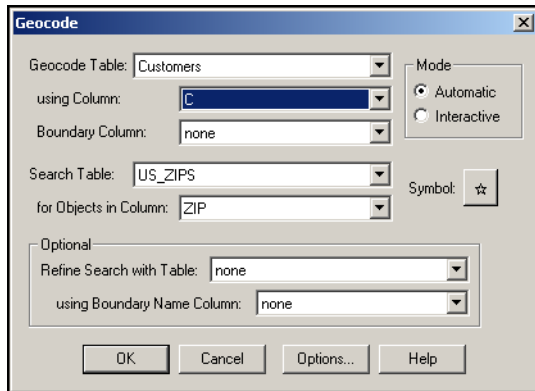 Geocode
Geocode Table: Customers
using Column: C
Boundary Column: none
Mode
Automatic
Interactive
Search Table: US_ZIPS
for Objects in Column: ZIP
Symbol:
Optional
Refine Search with Table: none
using Boundary Name Column: none
OK Cancel Options... Help